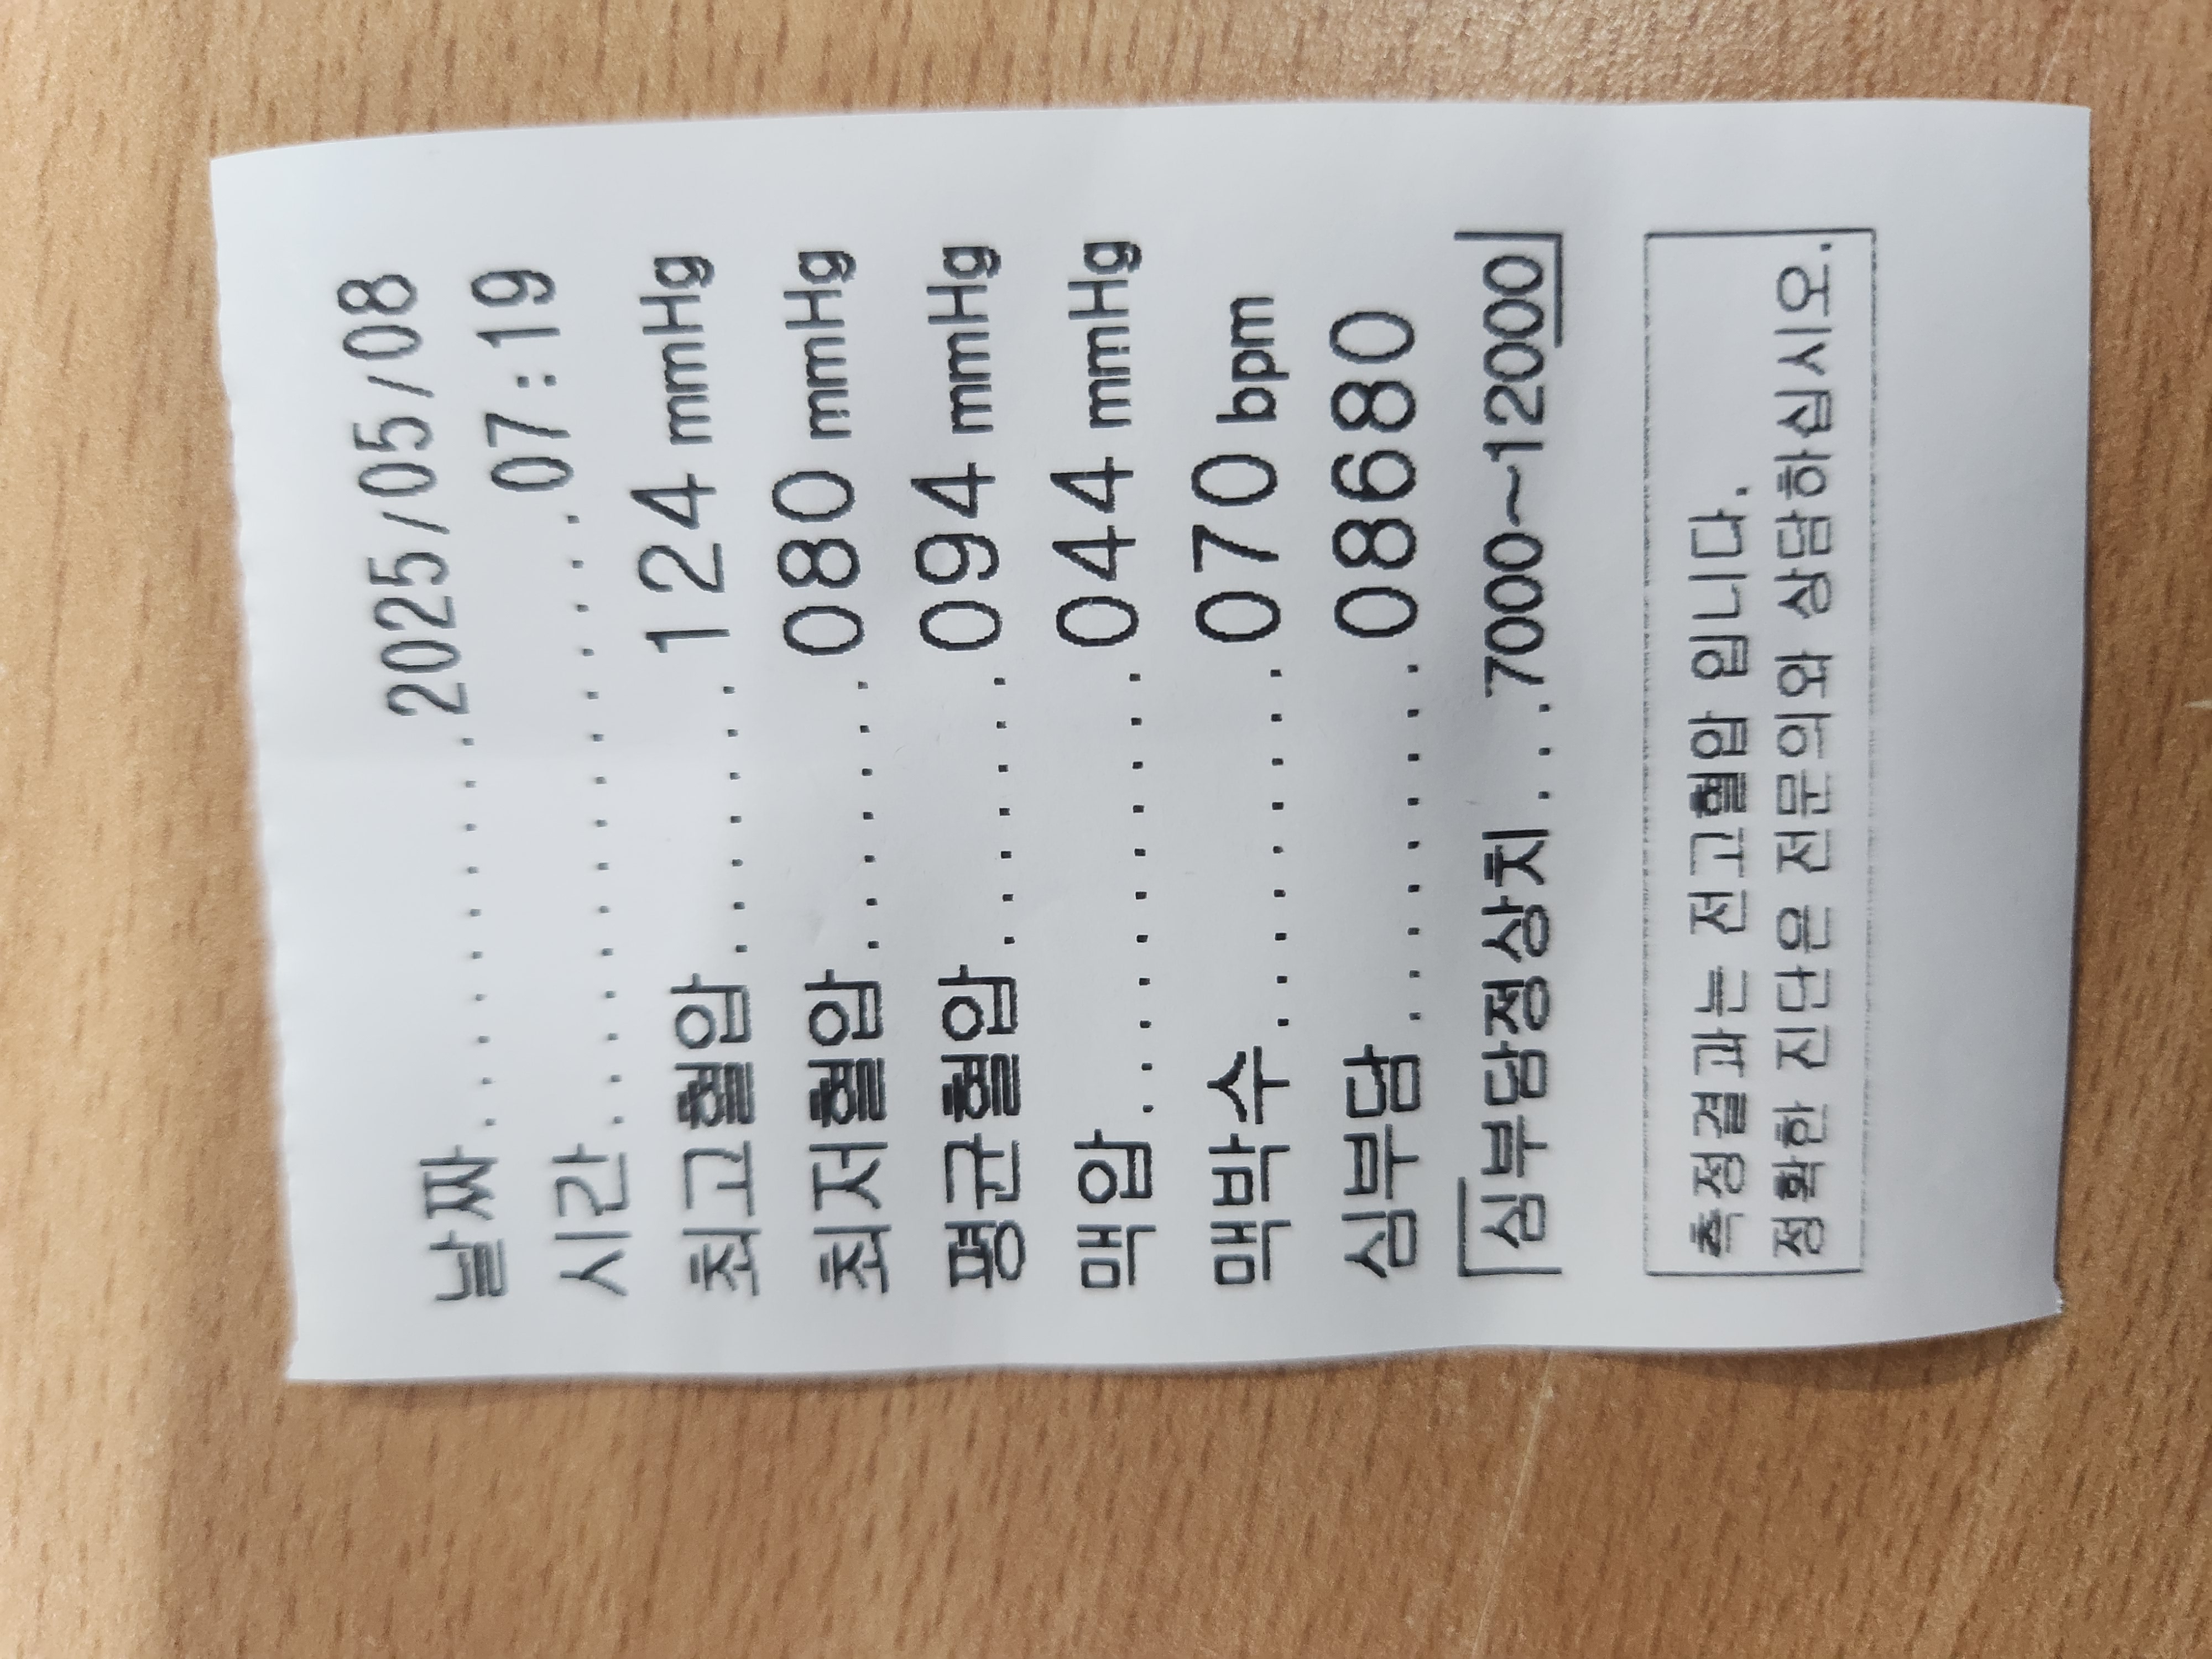 날짜..............2025/05/08
시간..................07:19
최고혈압.......124 mmHg
최저혈압.......080 mmHg
평균혈압.......094 mmHg
맥압...........044 mmHg
맥박수.........070 bpm
심부담.........08680
심부담정상치...7000~12000
측정결과는 전고혈압 입니다.
정확한 진단은 전문의와 상담하십시오.